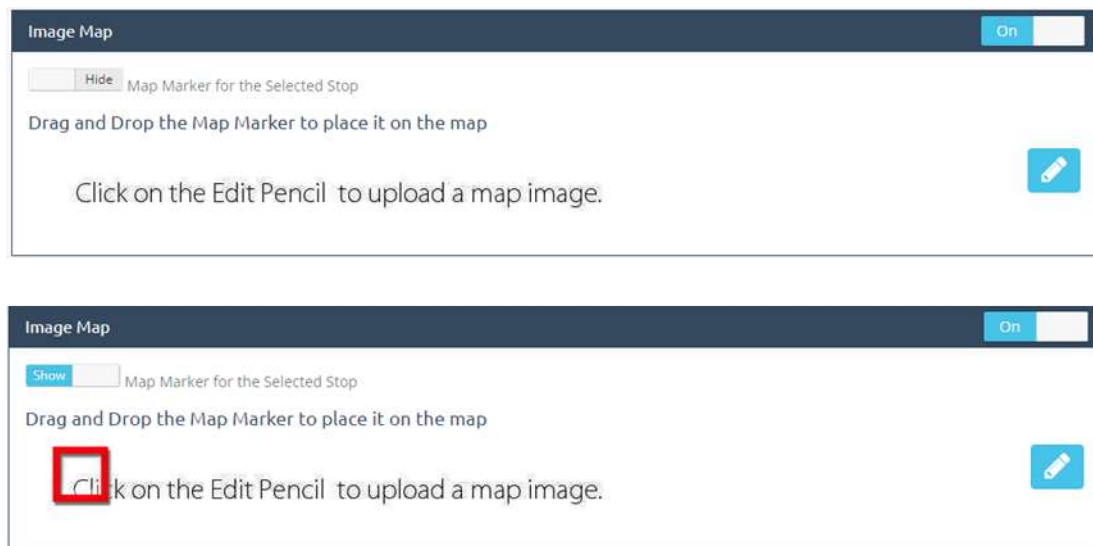 Image Map
On
Hide Map Marker for the Selected Stop
Drag and Drop the Map Marker to place it on the map
Click on the Edit Pencil to upload a map image.
Image Map
On
Show Map Marker for the Selected Stop
Drag and Drop the Map Marker to place it on the map
Click on the Edit Pencil to upload a map image.